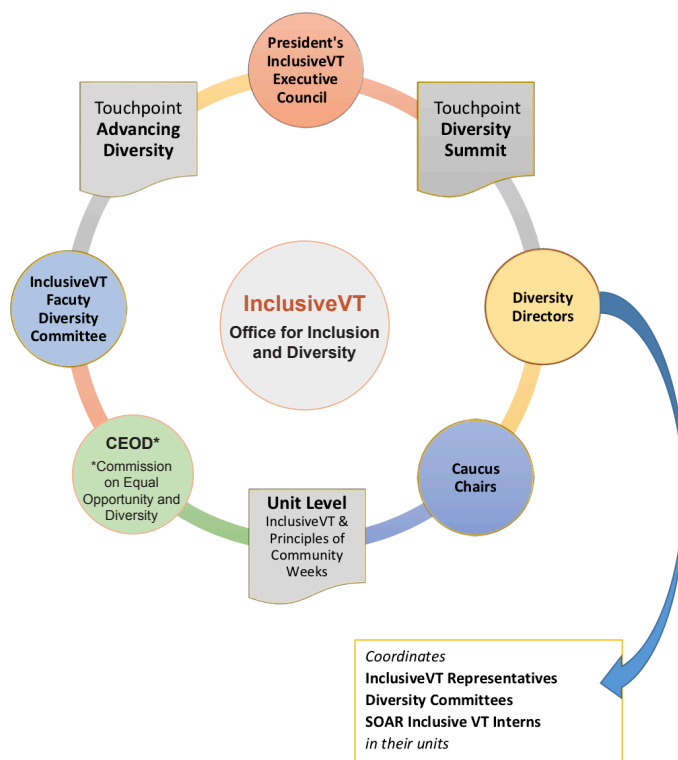 President's
InclusiveVT
Executive
Council
Touchpoint
Advancing
Diversity
Touchpoint
Diversity
Summit
InclusiveVT
Facuty
Diversity
Committee
InclusiveVT
Office for Inclusion
and Diversity
Diversity
Directors
CEOD*
*Commission
on Equal
Opportunity and
Diversity
Unit Level
InclusiveVT &
Principles of
Community
Weeks
Caucus
Chairs
Coordinates
InclusiveVT Representatives
Diversity Committees
SOAR Inclusive VT Interns
in their units